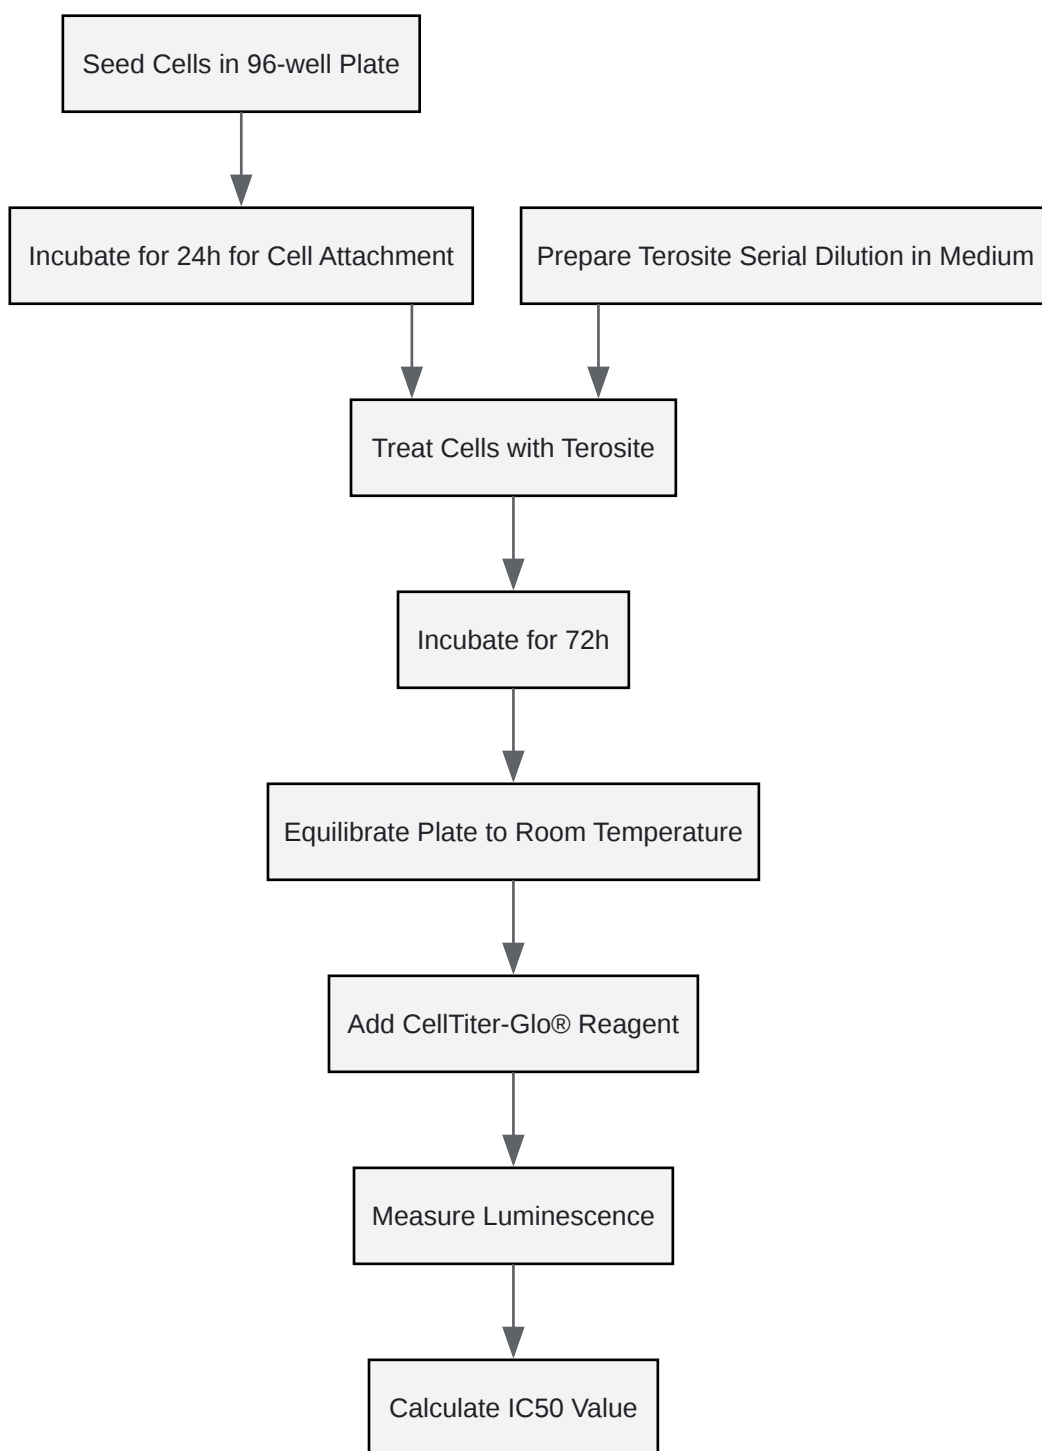 Seed Cells in 96-well Plate
Incubate for 24h for Cell Attachment
Prepare Terosite Serial Dilution in Medium
Treat Cells with Terosite
Incubate for 72h
Equilibrate Plate to Room Temperature
Add CellTiter-Glo® Reagent
Measure Luminescence
Calculate IC50 Value